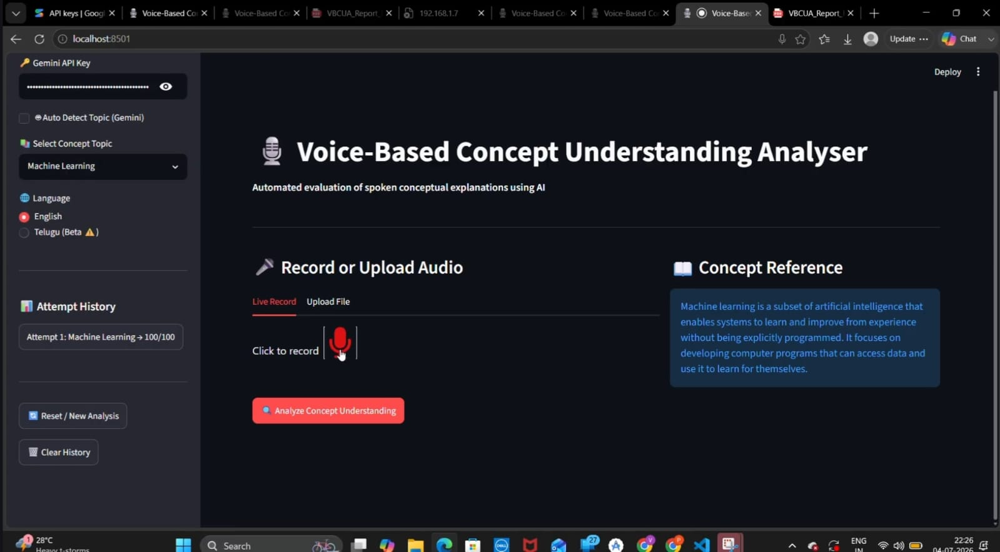 API keys | Googl
Voice-Based Co
Voice-Based Co
VBCUA_Report_
192.168.1.7
Voice-Based Co
Voice-Based Co
Voice-Base
VBCUA_Report_
localhost:8501
Update
Chat
Gemini API Key
Auto Detect Topic (Gemini)
Select Concept Topic
Machine Learning
Language
English
Telugu (Beta ⚠️)
Attempt History
Attempt 1: Machine Learning → 100/100
Reset / New Analysis
Clear History
Deploy
Voice-Based Concept Understanding Analyser
Automated evaluation of spoken conceptual explanations using AI
Record or Upload Audio
Live Record Upload File
Click to record
Analyze Concept Understanding
Concept Reference
Machine learning is a subset of artificial intelligence that
enables systems to learn and improve from experience
without being explicitly programmed. It focuses on
developing computer programs that can access data and
use it to learn for themselves.
1
28°C
Heavy t-storms
Search
DELL
27
V
P
ENG
IN
22:26
04-07-2026